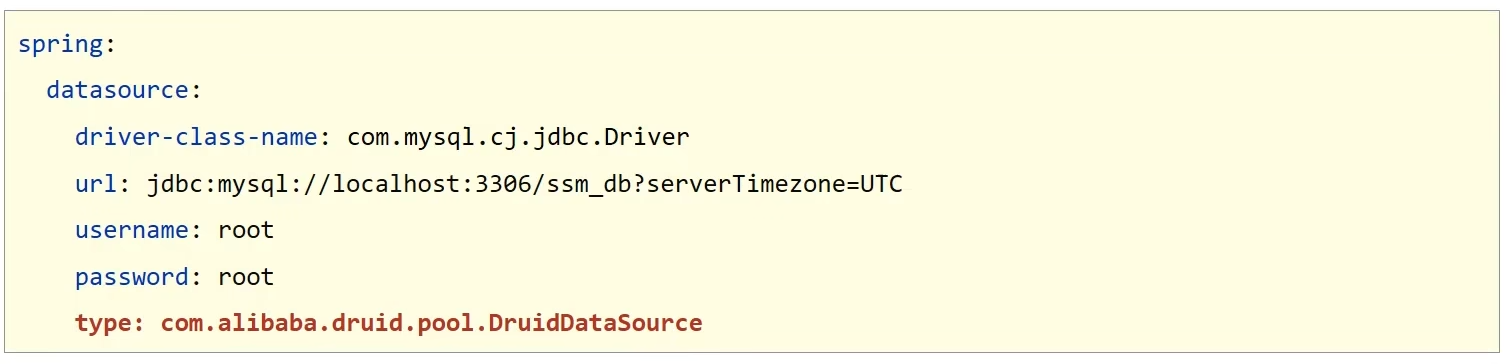 spring:
  datasource:
    driver-class-name: com.mysql.cj.jdbc.Driver
    url: jdbc:mysql://localhost:3306/ssm_db?serverTimezone=UTC
    username: root
    password: root
    type: com.alibaba.druid.pool.DruidDataSource